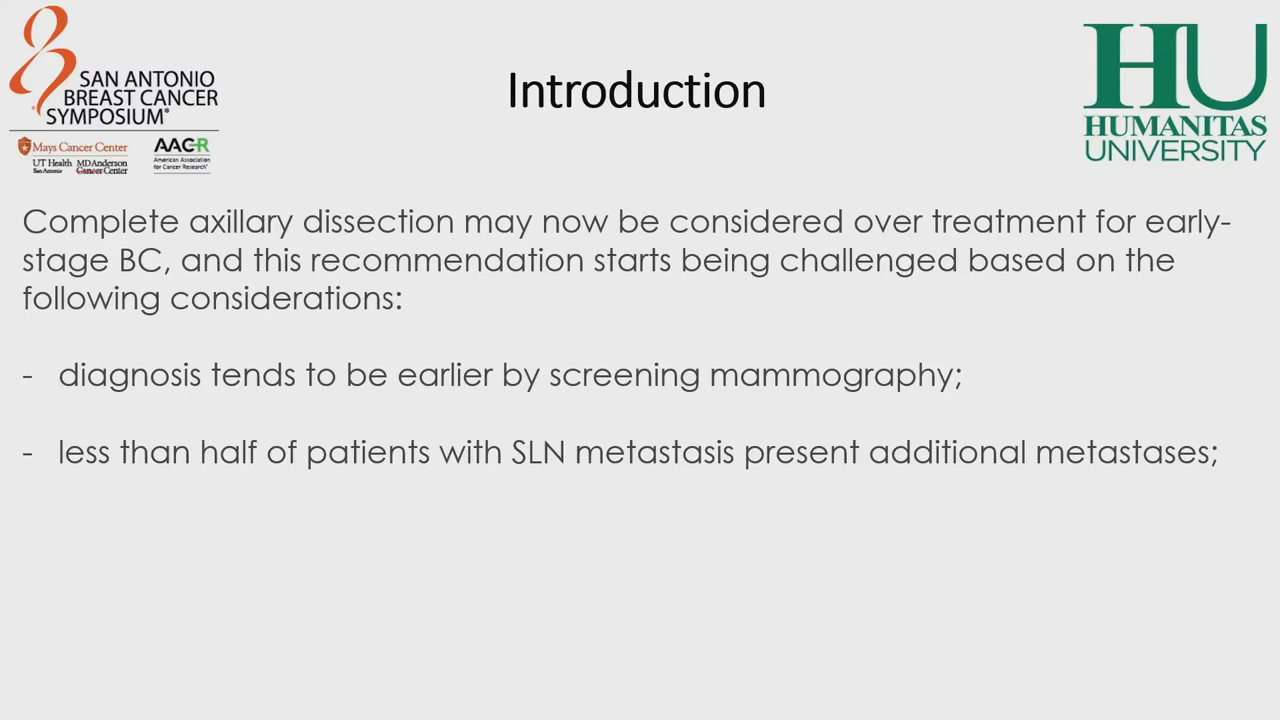 SAN ANTONIO
BREAST CANCER
SYMPOSIUM®
Mays Cancer Center
UT Health
San Antonio
MD Anderson
Cancer Center
AACR
American Association
for Cancer Research®
Introduction
HU
HUMANITAS
UNIVERSITY
Complete axillary dissection may now be considered over treatment for early-
stage BC, and this recommendation starts being challenged based on the
following considerations:
- diagnosis tends to be earlier by screening mammography;
- less than half of patients with SLN metastasis present additional metastases;